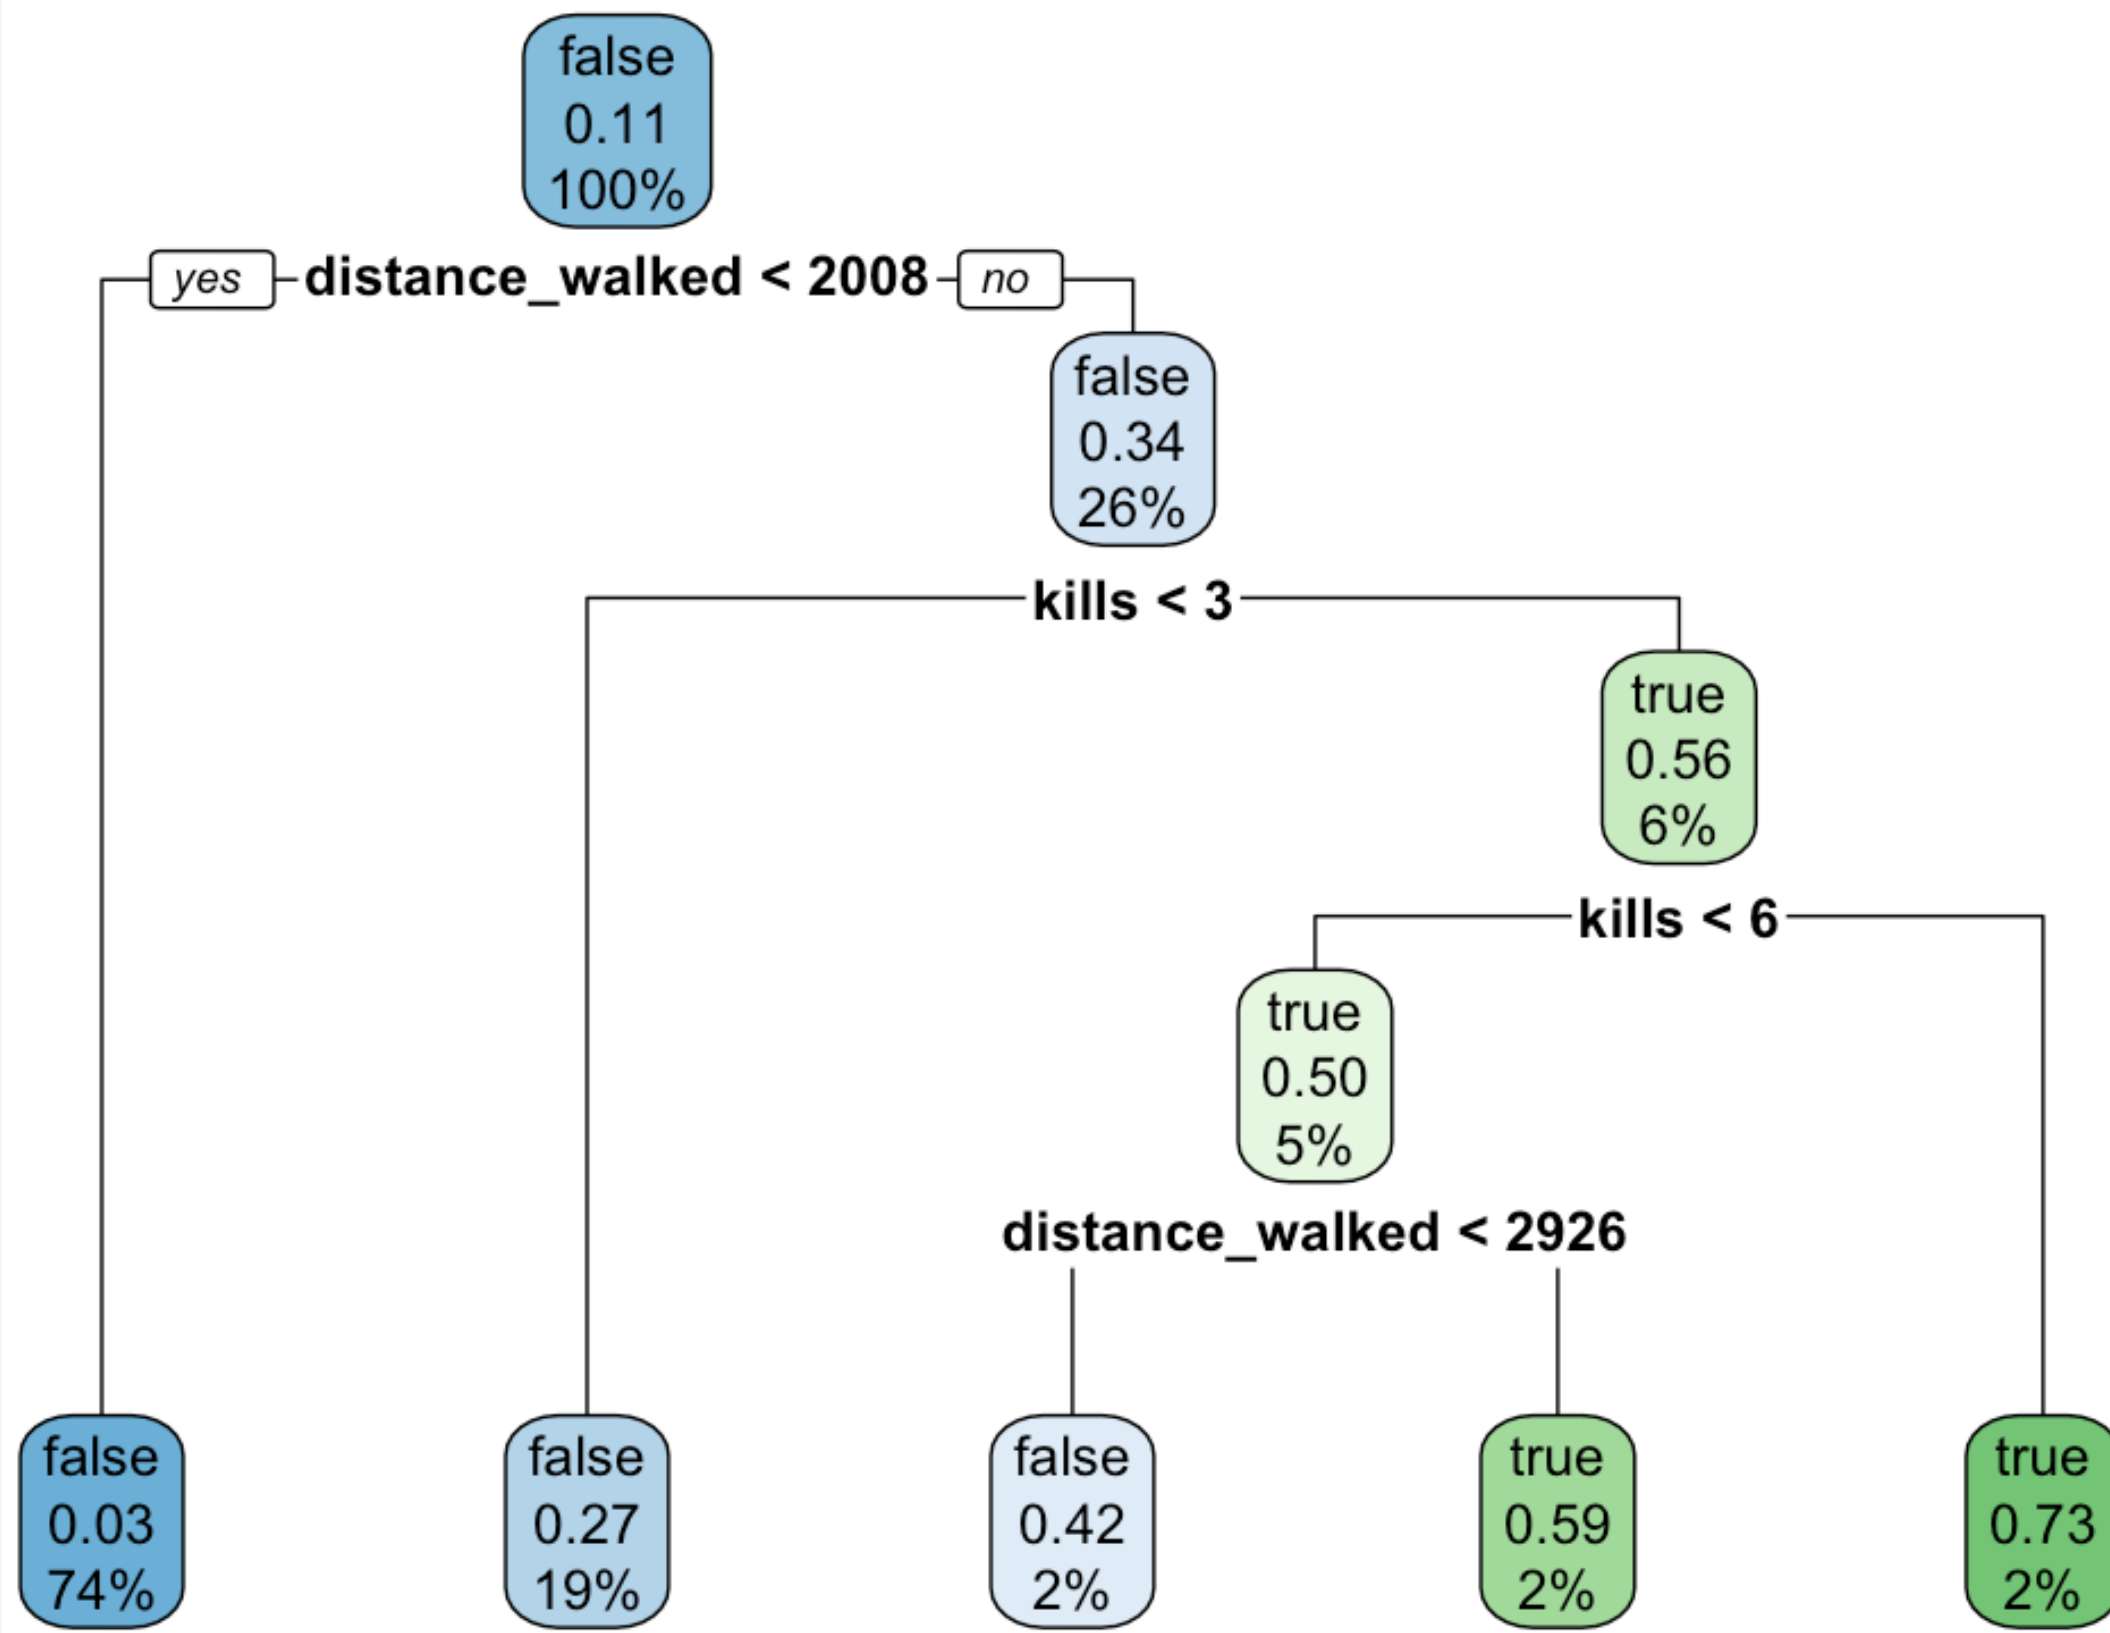 false
0.11
100%
yes distance_walked < 2008 no
false
0.34
26%
kills < 3
true
0.56
6%
kills < 6
true
0.50
5%
distance_walked < 2926
false
0.03
74%
false
0.27
19%
false
0.42
2%
true
0.59
2%
true
0.73
2%